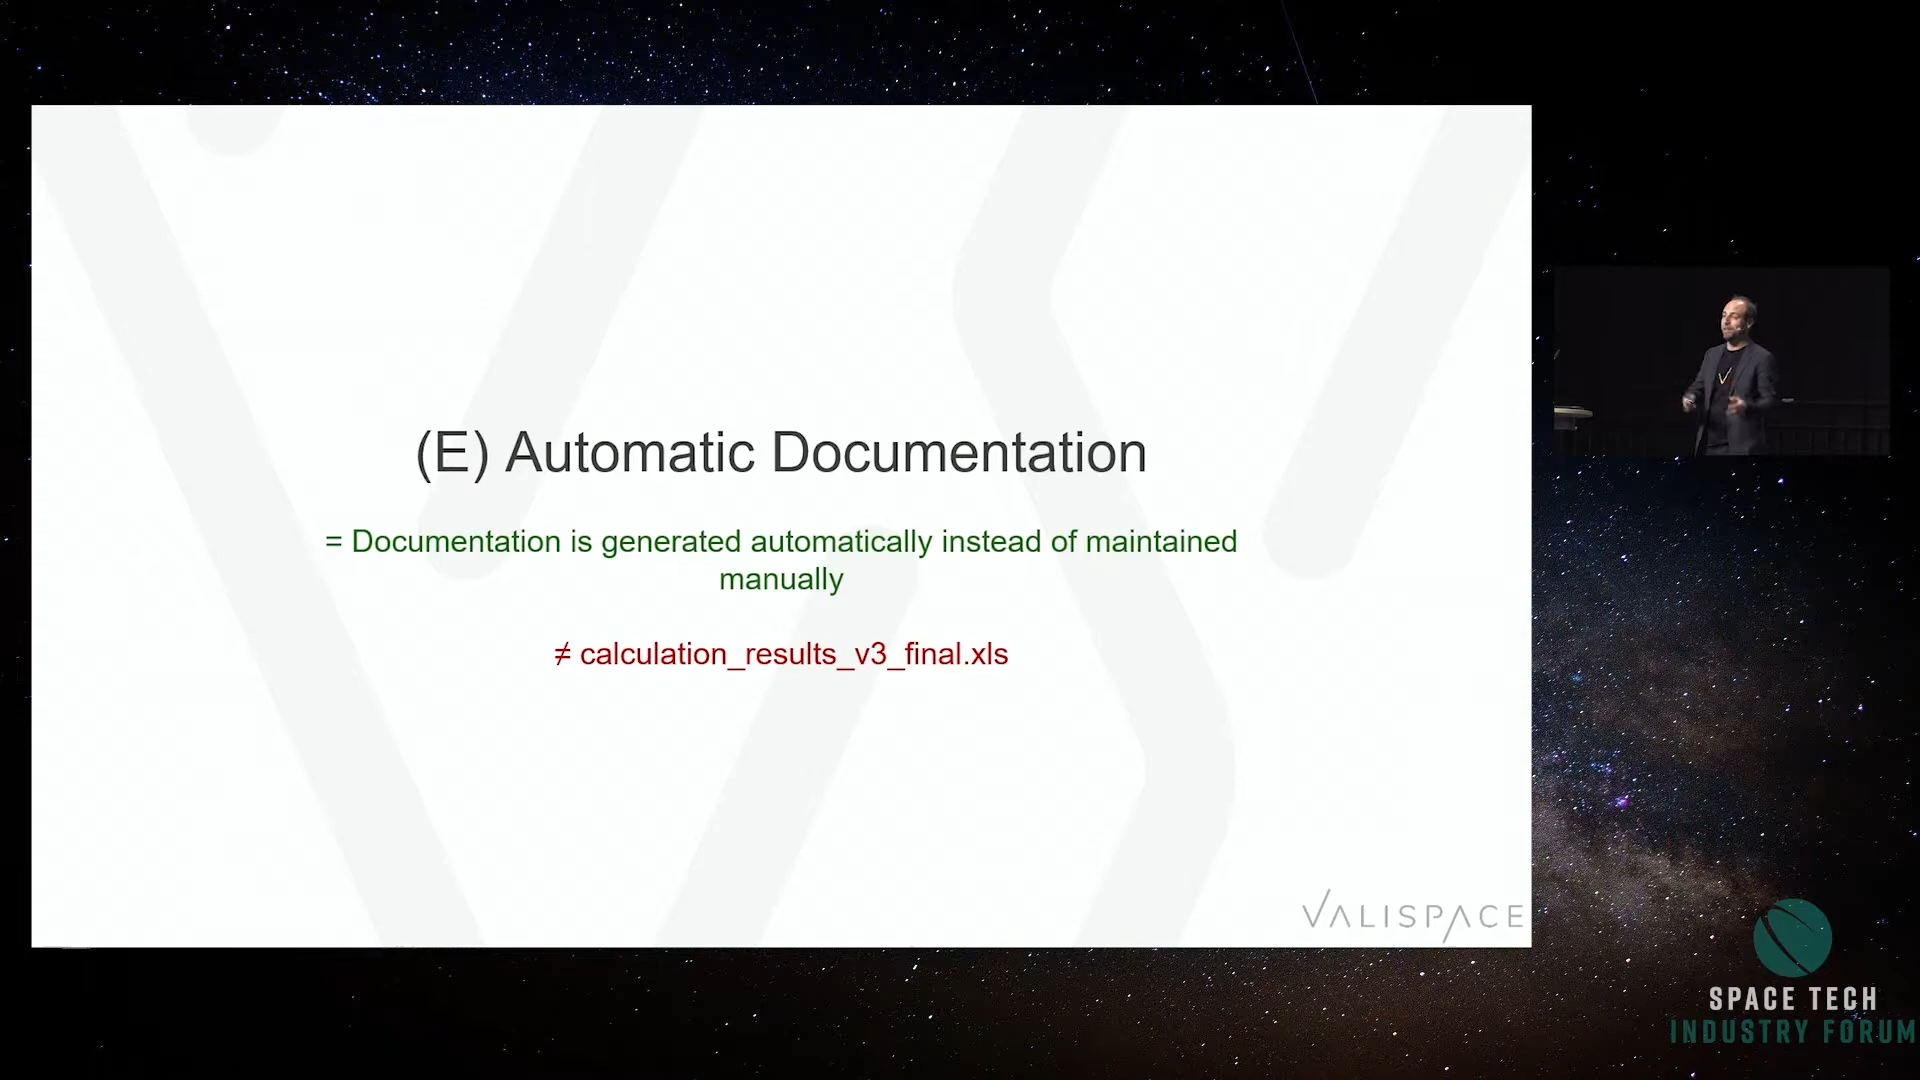 (E) Automatic Documentation
= Documentation is generated automatically instead of maintained
manually
≠ calculation_results_v3_final.xls
VALISPACE
SPACE TECH
INDUSTRY FORUM